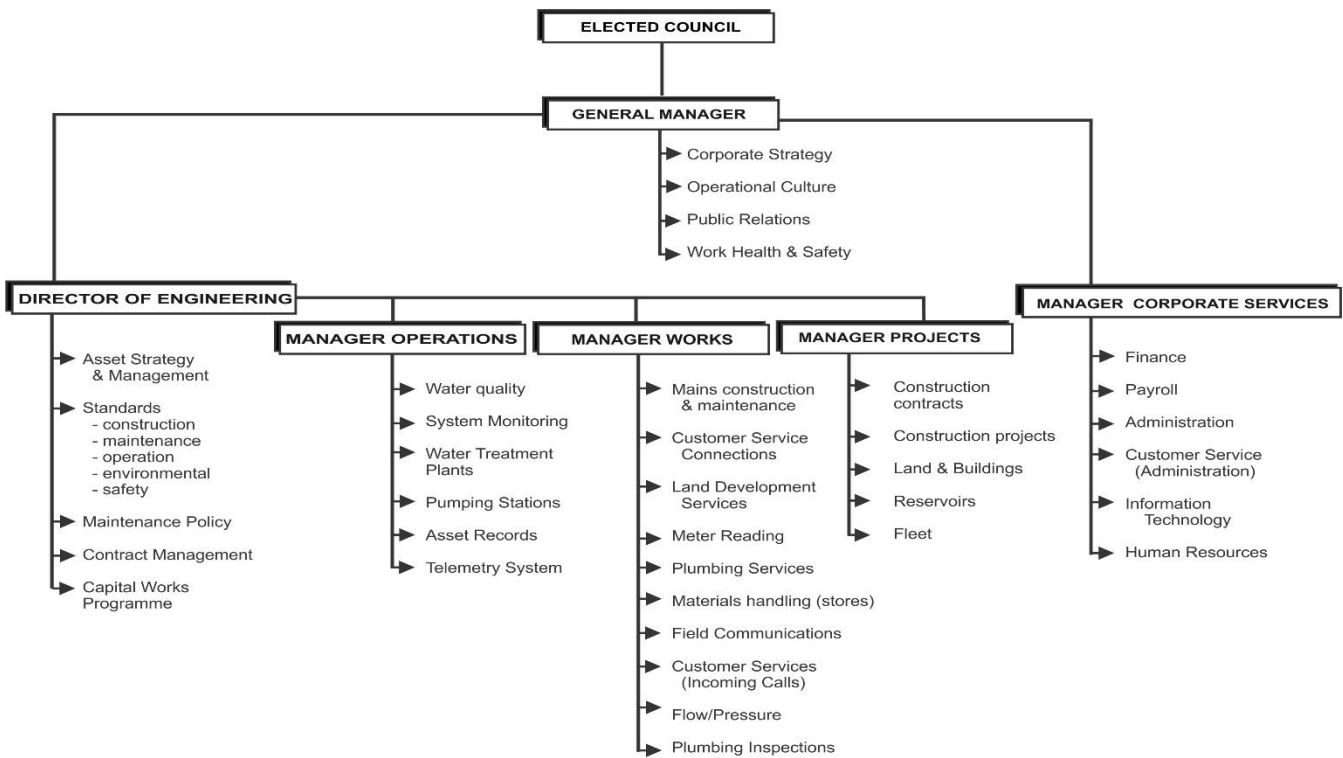 ELECTED COUNCIL
GENERAL MANAGER
Corporate Strategy
Operational Culture
Public Relations
Work Health & Safety
DIRECTOR OF ENGINEERING
Asset Strategy
& Management
Standards
- construction
- maintenance
- operation
- environmental
- safety
Maintenance Policy
Contract Management
Capital Works
Programme
MANAGER OPERATIONS
Water quality
System Monitoring
Water Treatment
Plants
Pumping Stations
Asset Records
Telemetry System
MANAGER WORKS
Mains construction
& maintenance
Customer Service
Connections
Land Development
Services
Meter Reading
Plumbing Services
Materials handling (stores)
Field Communications
Customer Services
(Incoming Calls)
Flow/Pressure
Plumbing Inspections
MANAGER PROJECTS
Construction
contracts
Construction projects
Land & Buildings
Reservoirs
Fleet
MANAGER CORPORATE SERVICES
Finance
Payroll
Administration
Customer Service
(Administration)
Information
Technology
Human Resources